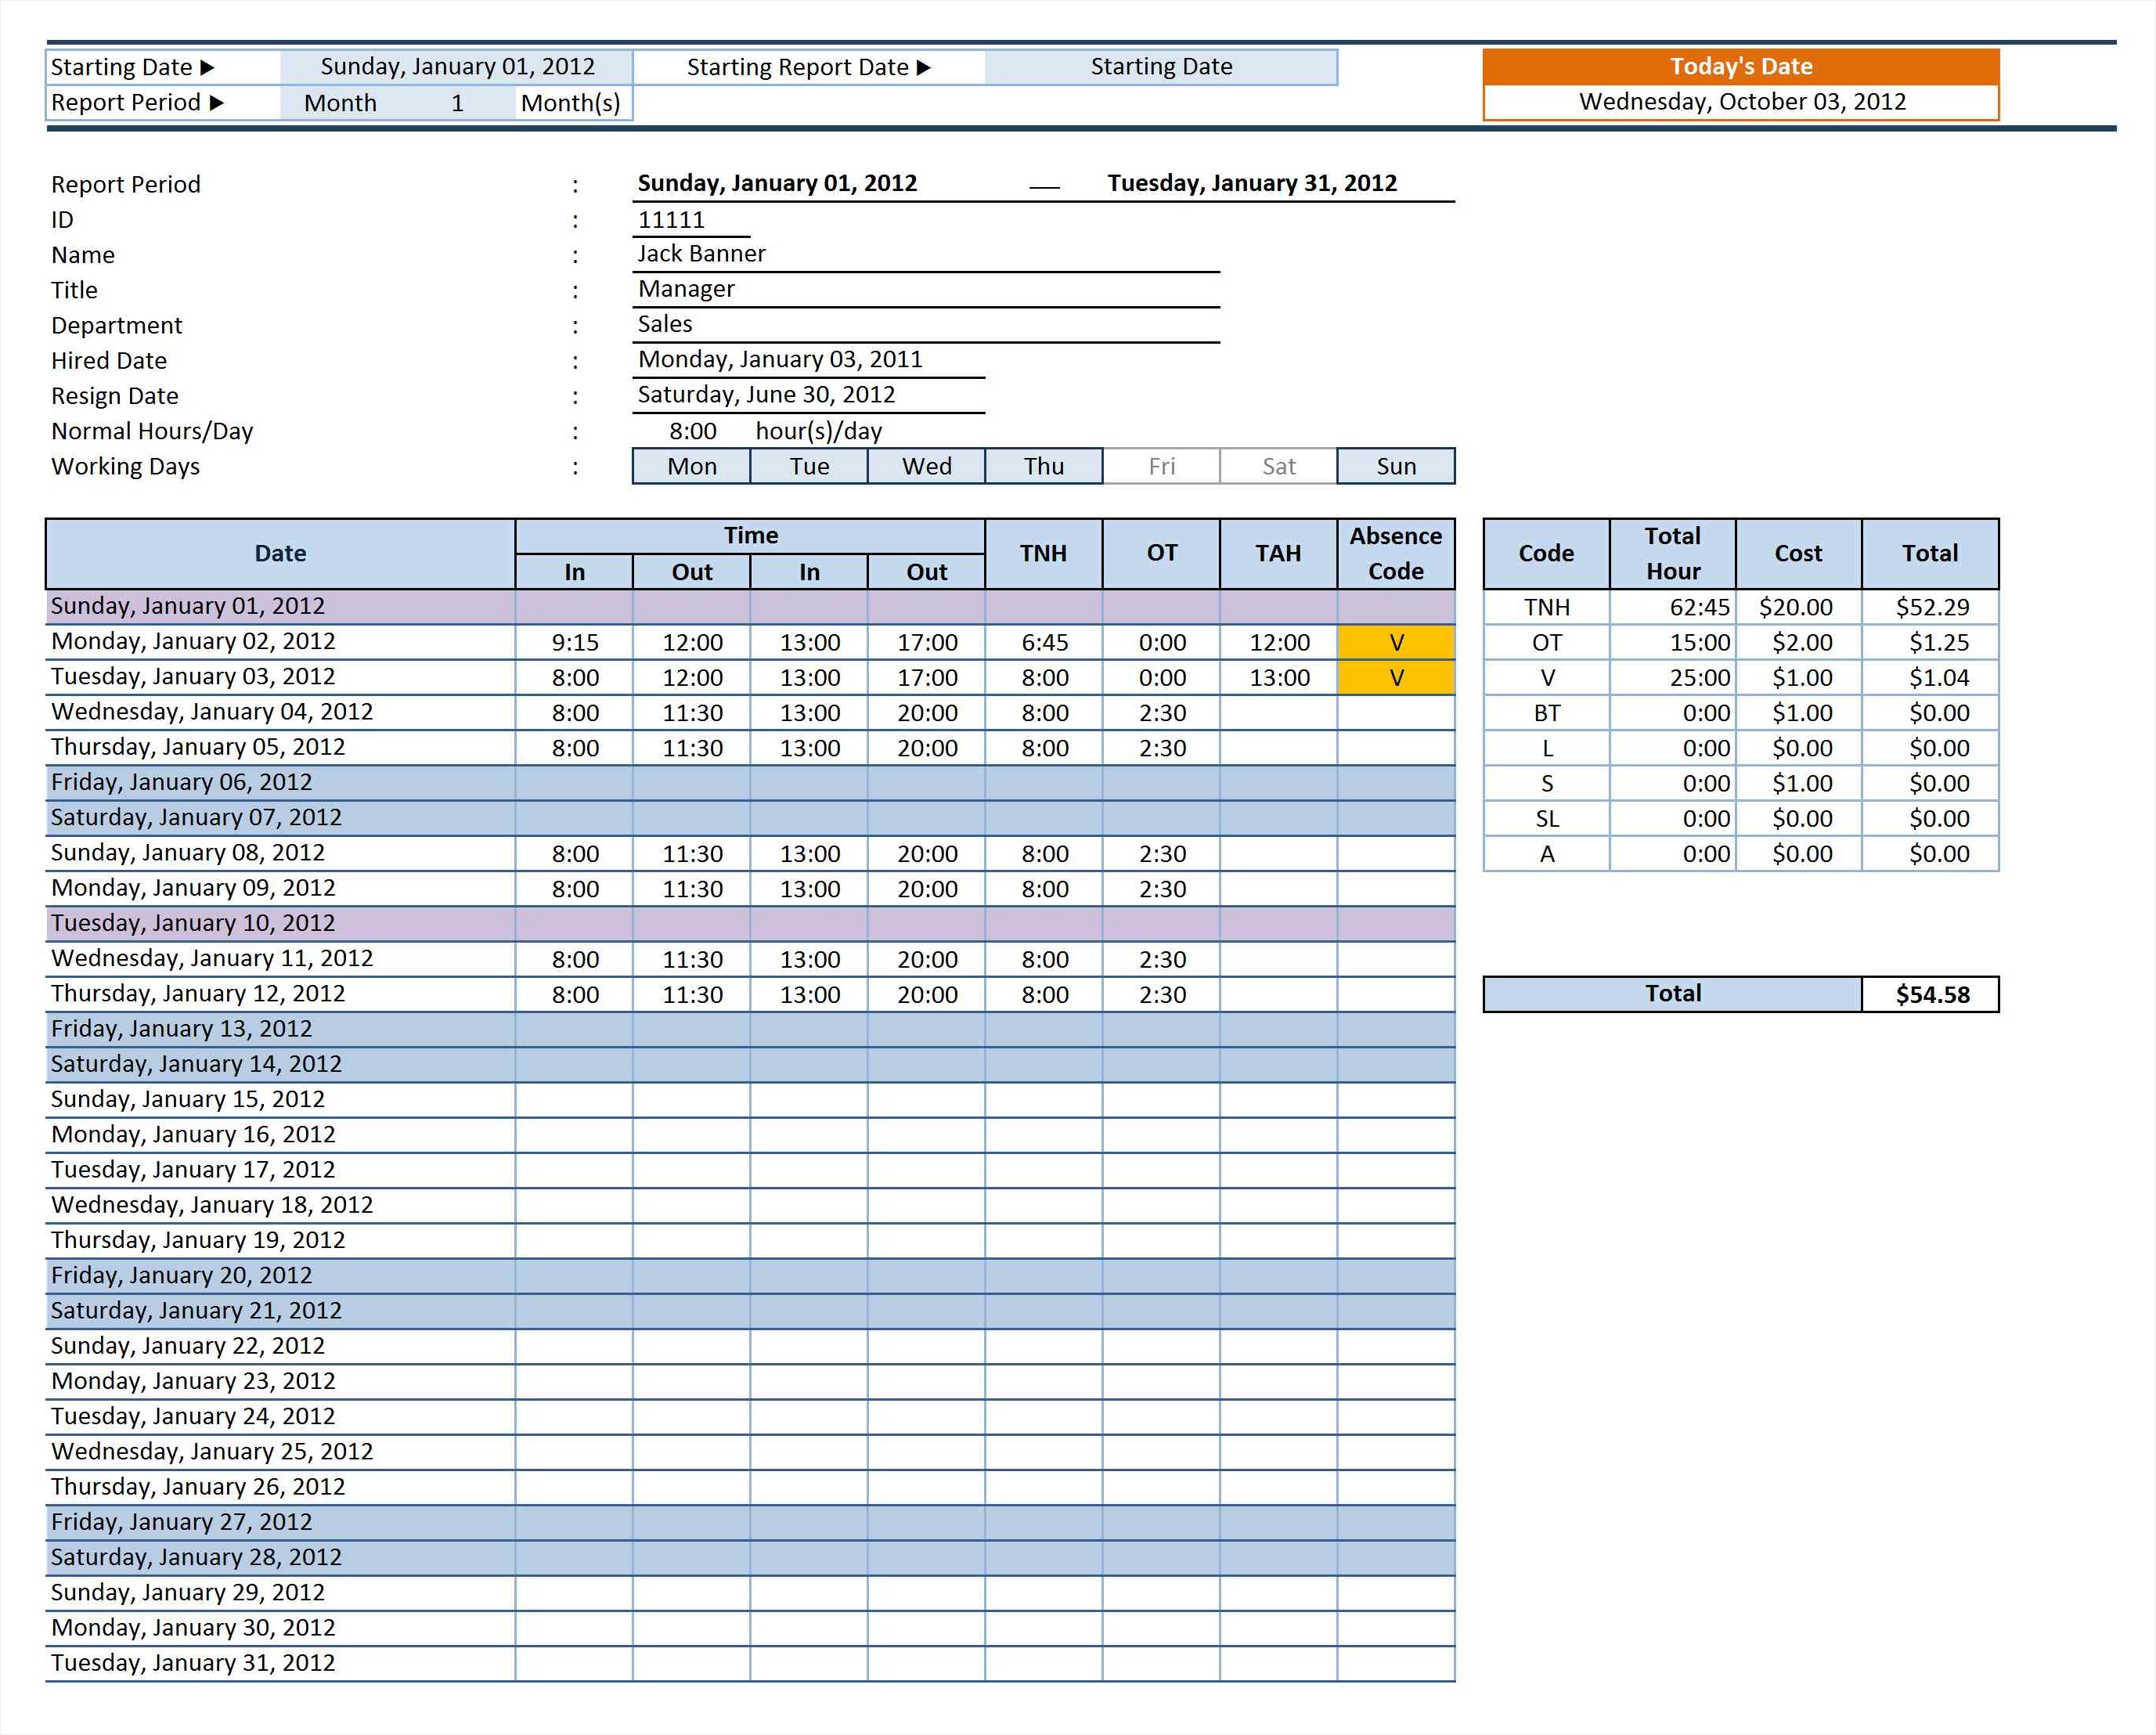 Starting Date ▶ Sunday, January 01, 2012 Starting Report Date ▶ Starting Date Today's Date
Report Period ▶ Month 1 Month(s) Wednesday, October 03, 2012
Report Period : Sunday, January 01, 2012 — Tuesday, January 31, 2012
ID : 11111
Name : Jack Banner
Title : Manager
Department : Sales
Hired Date : Monday, January 03, 2011
Resign Date : Saturday, June 30, 2012
Normal Hours/Day : 8:00 hour(s)/day
Working Days : Mon Tue Wed Thu Fri Sat Sun
Date Time TNH OT TAH Absence Code Code Total Hour Cost Total
In Out In Out
Sunday, January 01, 2012 TNH 62:45 $20.00 $52.29
Monday, January 02, 2012 9:15 12:00 13:00 17:00 6:45 0:00 12:00 V OT 15:00 $2.00 $1.25
Tuesday, January 03, 2012 8:00 12:00 13:00 17:00 8:00 0:00 13:00 V V 25:00 $1.00 $1.04
Wednesday, January 04, 2012 8:00 11:30 13:00 20:00 8:00 2:30 BT 0:00 $1.00 $0.00
Thursday, January 05, 2012 8:00 11:30 13:00 20:00 8:00 2:30 L 0:00 $0.00 $0.00
Friday, January 06, 2012 S 0:00 $1.00 $0.00
Saturday, January 07, 2012 SL 0:00 $0.00 $0.00
Sunday, January 08, 2012 8:00 11:30 13:00 20:00 8:00 2:30 A 0:00 $0.00 $0.00
Monday, January 09, 2012 8:00 11:30 13:00 20:00 8:00 2:30
Tuesday, January 10, 2012
Wednesday, January 11, 2012 8:00 11:30 13:00 20:00 8:00 2:30
Thursday, January 12, 2012 8:00 11:30 13:00 20:00 8:00 2:30 Total $54.58
Friday, January 13, 2012
Saturday, January 14, 2012
Sunday, January 15, 2012
Monday, January 16, 2012
Tuesday, January 17, 2012
Wednesday, January 18, 2012
Thursday, January 19, 2012
Friday, January 20, 2012
Saturday, January 21, 2012
Sunday, January 22, 2012
Monday, January 23, 2012
Tuesday, January 24, 2012
Wednesday, January 25, 2012
Thursday, January 26, 2012
Friday, January 27, 2012
Saturday, January 28, 2012
Sunday, January 29, 2012
Monday, January 30, 2012
Tuesday, January 31, 2012